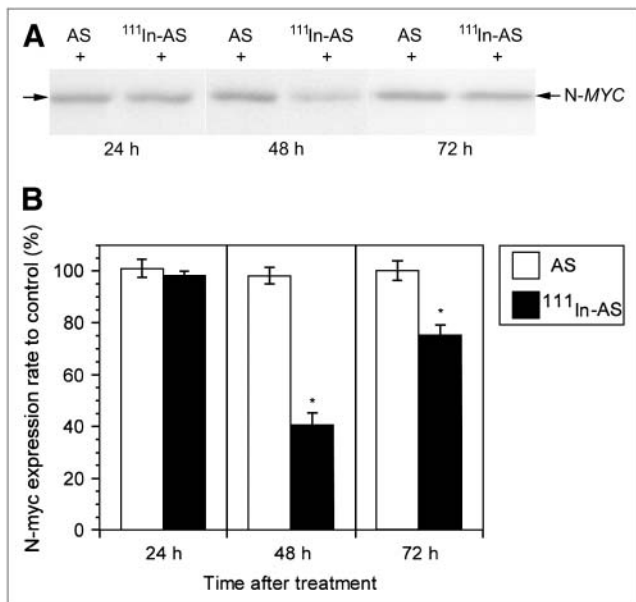 A
AS ¹¹¹In-AS AS ¹¹¹In-AS AS ¹¹¹In-AS
+ + + + + +
N-MYC
24 h 48 h 72 h
B
N-myc expression rate to control (%)
100
80
60
40
20
0
* *
24 h 48 h 72 h
Time after treatment
AS
¹¹¹In-AS